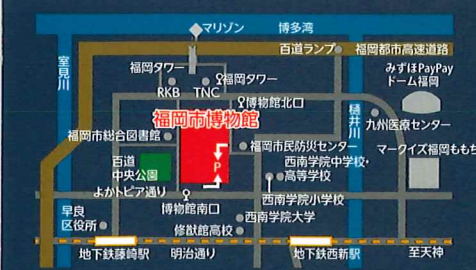 マリゾン
博多湾
百道ランプ
福岡都市高速道路
室見川
福岡タワー
福岡タワー
みずほPayPay
ドーム福岡
RKB
TNC
博物館北口
樋井川
福岡市博物館
九州医療センター
福岡市総合図書館
福岡市民防災センター
マークイズ福岡ももち
百道
中央公園
P
西南学院中学校・
高等学校
よかトピア通り
西南学院小学校
早良
区役所
博物館南口
西南学院大学
修猷館高校
地下鉄藤崎駅
明治通り
地下鉄西新駅
至天神